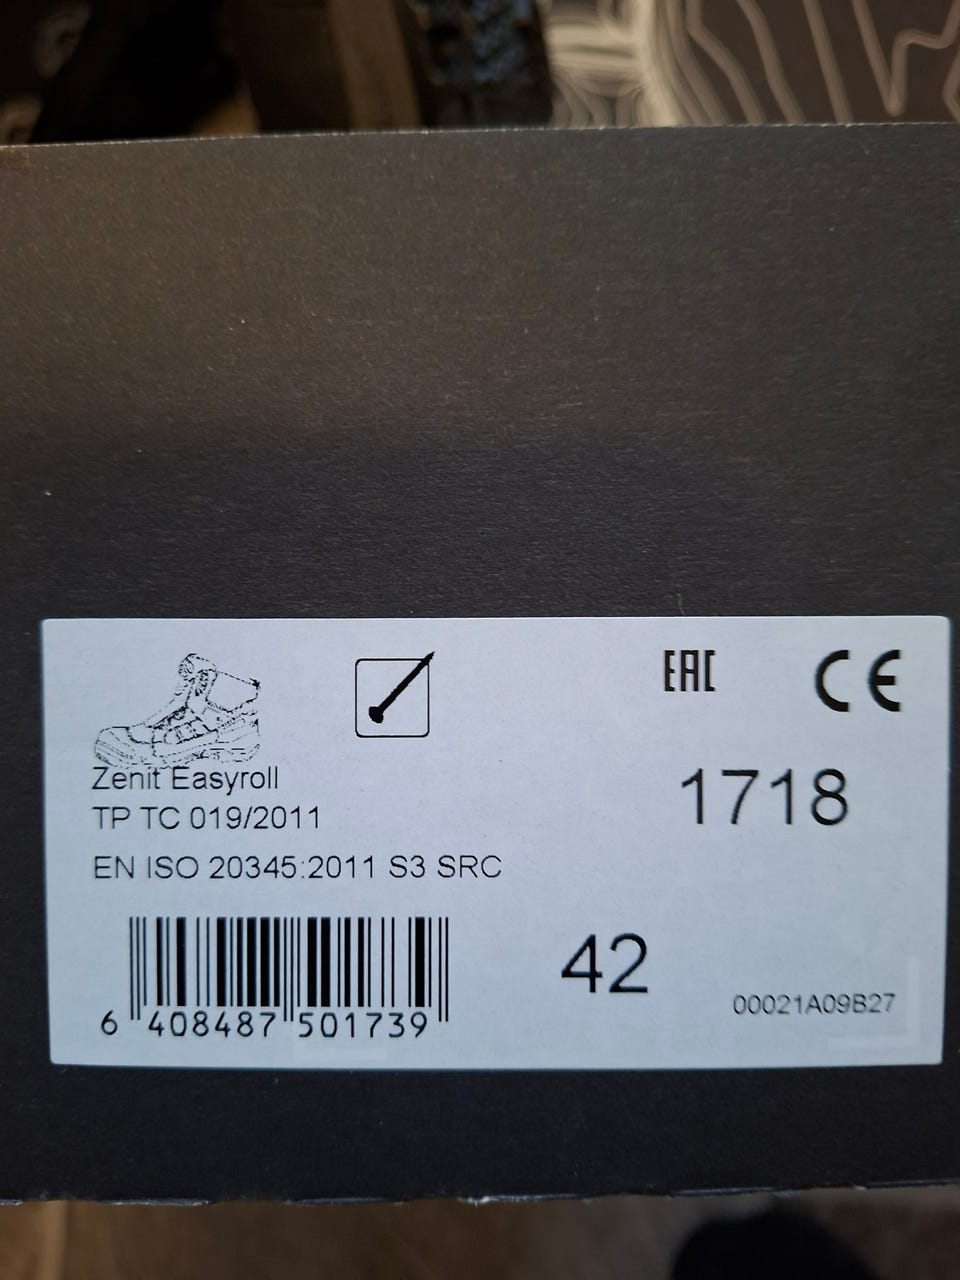 EAC CE
Zenit Easyroll
1718
TP TC 019/2011
EN ISO 20345:2011 S3 SRC
42
00021A09B27
6 408487 501739